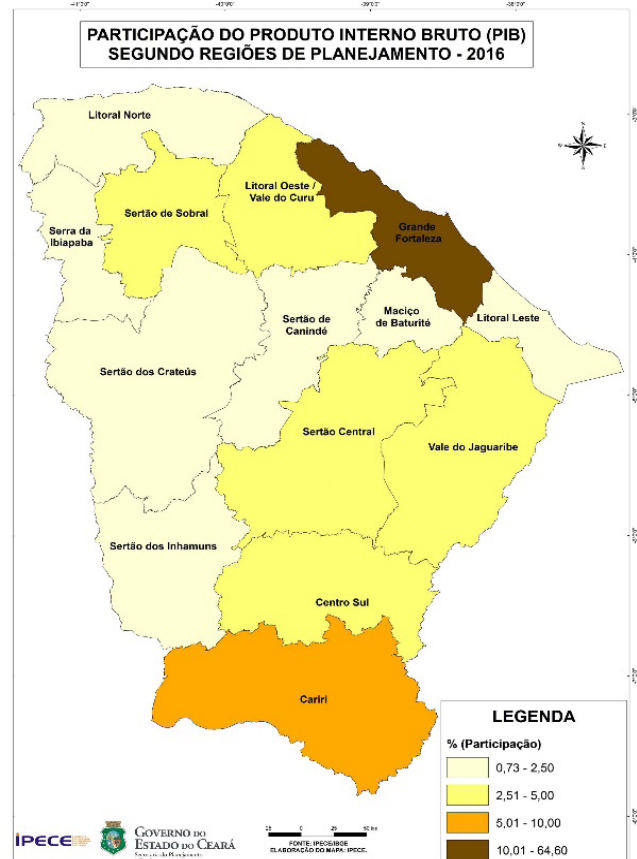 PARTICIPAÇÃO DO PRODUTO INTERNO BRUTO (PIB)
SEGUNDO REGIÕES DE PLANEJAMENTO - 2016
Litoral Norte
Litoral Oeste /
Vale do Curu
Sertão de Sobral
Serra da
Ibiapaba
Grande
Fortaleza
Sertão de
Canindé
Maciço
de Baturité
Litoral Leste
Sertão dos Crateús
Sertão Central
Vale do Jaguaribe
Sertão dos Inhamuns
Centro Sul
Cariri
LEGENDA
% (Participação)
0,73 - 2,50
2,51 - 5,00
5,01 - 10,00
10,01 - 64,60
IPECE
GOVERNO DO
ESTADO DO CEARÁ
Secretaria do Planejamento
FONTE: IPECE/IBGE
ELABORAÇÃO DO MAPA: IPECE.